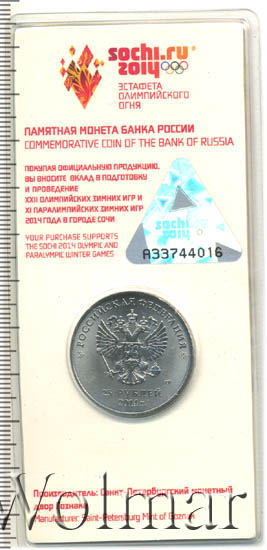 sochi.ru
2014
ЭСТАФЕТА
ОЛИМПИЙСКОГО
ОГНЯ
ПАМЯТНАЯ МОНЕТА БАНКА РОССИИ
COMMEMORATIVE COIN OF THE BANK OF RUSSIA
ПОКУПАЯ ОФИЦИАЛЬНУЮ ПРОДУКЦИЮ,
ВЫ ВНОСИТЕ ВКЛАД В ПОДГОТОВКУ
И ПРОВЕДЕНИЕ
XXII ОЛИМПИЙСКИХ ЗИМНИХ ИГР И
XI ПАРАЛИМПИЙСКИХ ЗИМНИХ ИГР
2014 ГОДА В ГОРОДЕ СОЧИ
YOUR PURCHASE SUPPORTS
THE SOCHI 2014 OLYMPIC AND
PARALYMPIC WINTER GAMES
sochi.ru
2014
A33744016
РОССИЙСКАЯ ФЕДЕРАЦИЯ
25 РУБЛЕЙ
Производитель: Санкт-Петербургский монетный
двор Гознака
Manufacturer: Saint-Petersburg Mint of Goznak
Wolmar